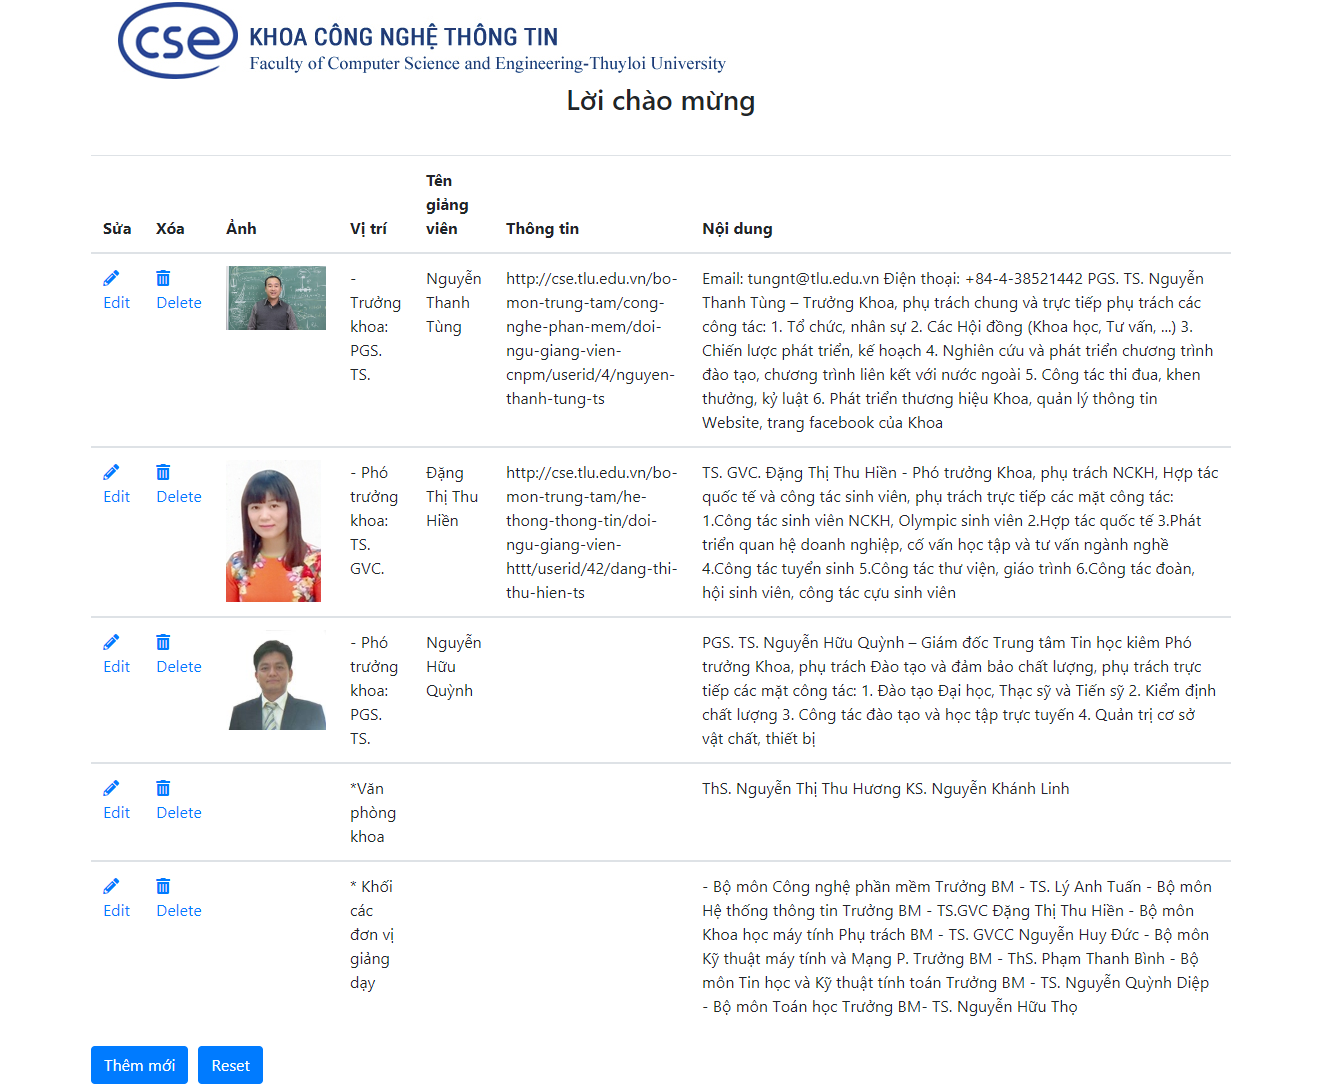 cse
KHOA CÔNG NGHỆ THÔNG TIN
Faculty of Computer Science and Engineering-Thuyloi University
Lời chào mừng
Sửa
Xóa
Ảnh
Vị trí
Tên
giảng
viên
Thông tin
Nội dung
Edit
Delete
-
Trưởng
khoa:
PGS.
TS.
Nguyễn
Thanh
Tùng
http://cse.tlu.edu.vn/bo-
mon-trung-tam/cong-
nghe-phan-mem/doi-
ngu-giang-vien-
cnpm/userid/4/nguyen-
thanh-tung-ts
Email: tungnt@tlu.edu.vn Điện thoại: +84-4-38521442 PGS. TS. Nguyễn
Thanh Tùng – Trưởng Khoa, phụ trách chung và trực tiếp phụ trách các
công tác: 1. Tổ chức, nhân sự 2. Các Hội đồng (Khoa học, Tư vấn, ...) 3.
Chiến lược phát triển, kế hoạch 4. Nghiên cứu và phát triển chương trình
đào tạo, chương trình liên kết với nước ngoài 5. Công tác thi đua, khen
thưởng, kỷ luật 6. Phát triển thương hiệu Khoa, quản lý thông tin
Website, trang facebook của Khoa
Edit
Delete
- Phó
trưởng
khoa:
TS.
GVC.
Đặng
Thị Thu
Hiền
http://cse.tlu.edu.vn/bo-
mon-trung-tam/he-
thong-thong-tin/doi-
ngu-giang-vien-
httt/userid/42/dang-thi-
thu-hien-ts
TS. GVC. Đặng Thị Thu Hiền - Phó trưởng Khoa, phụ trách NCKH, Hợp tác
quốc tế và công tác sinh viên, phụ trách trực tiếp các mặt công tác:
1.Công tác sinh viên NCKH, Olympic sinh viên 2.Hợp tác quốc tế 3.Phát
triển quan hệ doanh nghiệp, cố vấn học tập và tư vấn ngành nghề
4.Công tác tuyển sinh 5.Công tác thư viện, giáo trình 6.Công tác đoàn,
hội sinh viên, công tác cựu sinh viên
Edit
Delete
- Phó
trưởng
khoa:
PGS.
TS.
Nguyễn
Hữu
Quỳnh
PGS. TS. Nguyễn Hữu Quỳnh – Giám đốc Trung tâm Tin học kiêm Phó
trưởng Khoa, phụ trách Đào tạo và đảm bảo chất lượng, phụ trách trực
tiếp các mặt công tác: 1. Đào tạo Đại học, Thạc sỹ và Tiến sỹ 2. Kiểm định
chất lượng 3. Công tác đào tạo và học tập trực tuyến 4. Quản trị cơ sở
vật chất, thiết bị
Edit
Delete
*Văn
phòng
khoa
ThS. Nguyễn Thị Thu Hương KS. Nguyễn Khánh Linh
Edit
Delete
* Khối
các
đơn vị
giảng
dạy
- Bộ môn Công nghệ phần mềm Trưởng BM - TS. Lý Anh Tuấn - Bộ môn
Hệ thống thông tin Trưởng BM - TS.GVC Đặng Thị Thu Hiền - Bộ môn
Khoa học máy tính Phụ trách BM - TS. GVCC Nguyễn Huy Đức - Bộ môn
Kỹ thuật máy tính và Mạng P. Trưởng BM - ThS. Phạm Thanh Bình - Bộ
môn Tin học và Kỹ thuật tính toán Trưởng BM - TS. Nguyễn Quỳnh Diệp
- Bộ môn Toán học Trưởng BM- TS. Nguyễn Hữu Thọ
Thêm mới
Reset